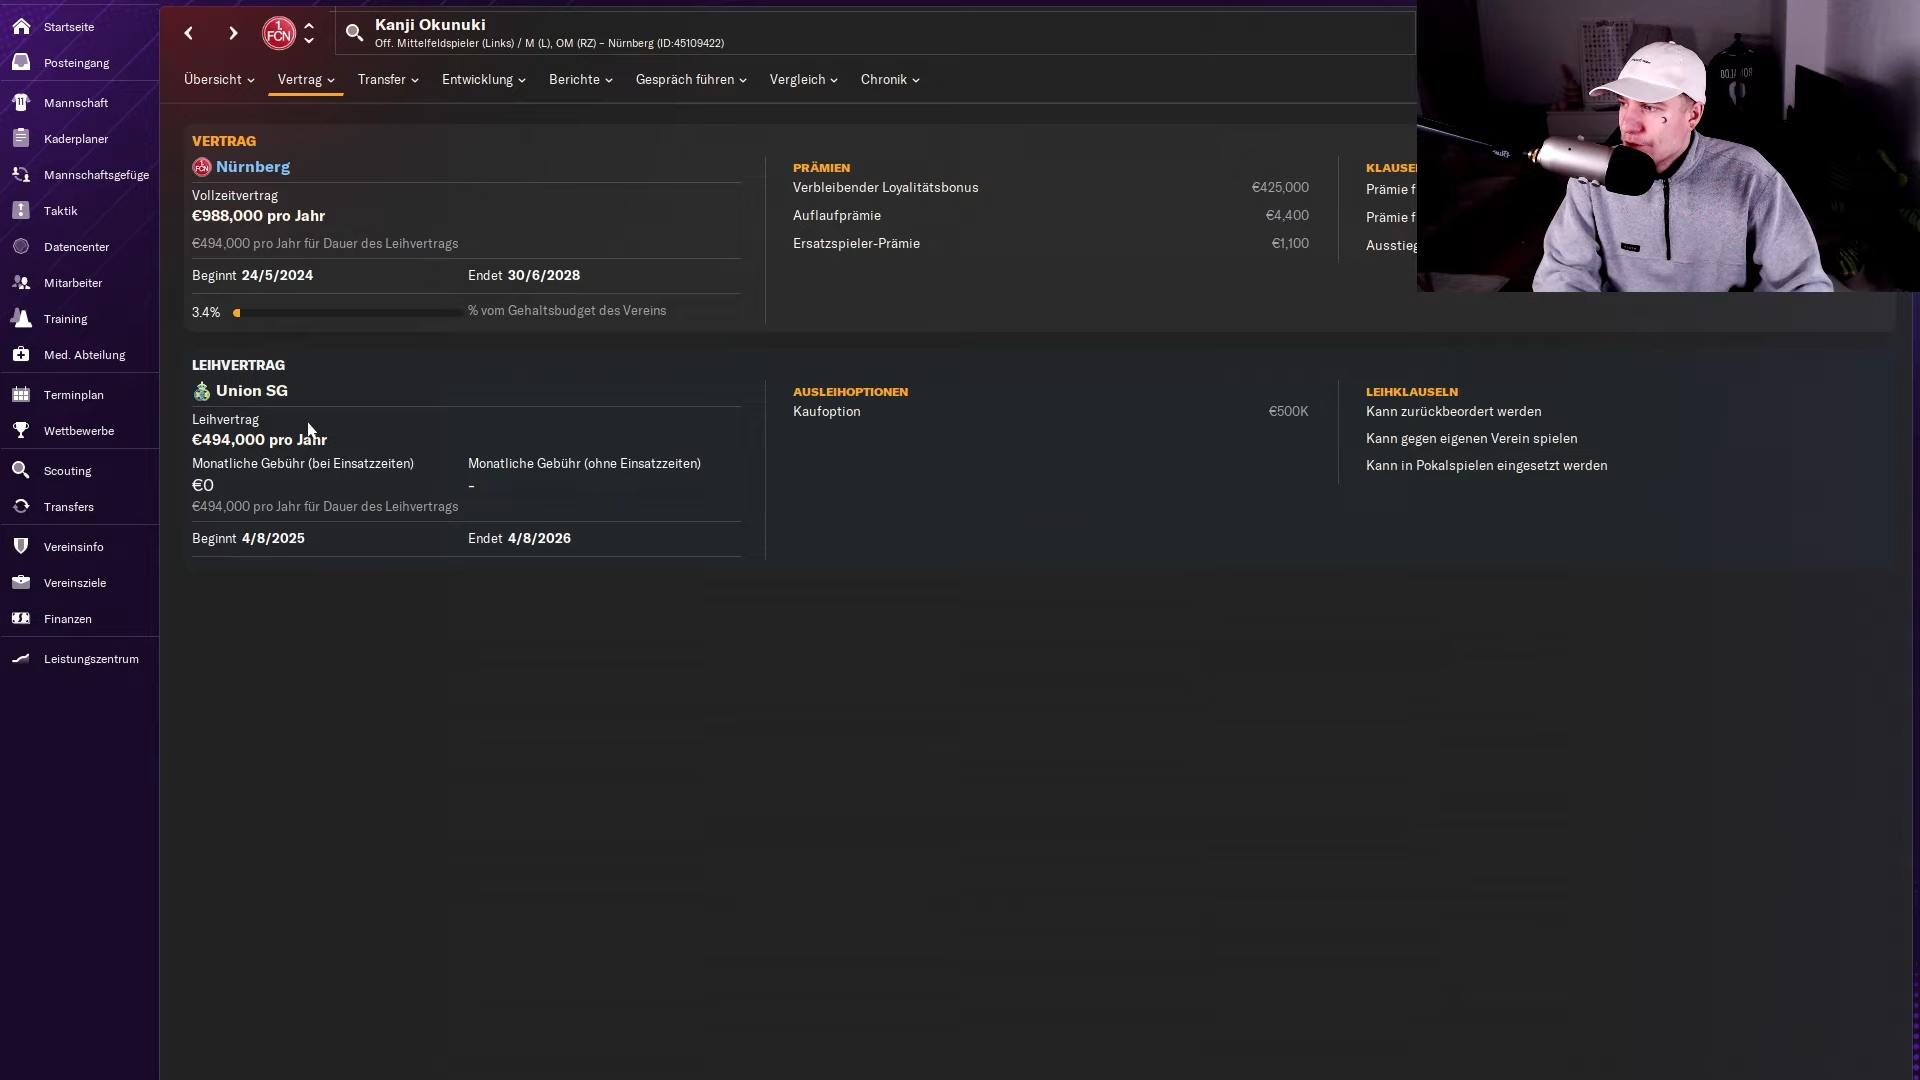 Startseite
Posteingang
Mannschaft
Kaderplaner
Mannschaftsgefüge
Taktik
Datencenter
Mitarbeiter
Training
Med. Abteilung
Terminplan
Wettbewerbe
Scouting
Transfers
Vereinsinfo
Vereinsziele
Finanzen
Leistungszentrum
1.
FCN
Kanji Okunuki
Off. Mittelfeldspieler (Links) / M (L), OM (RZ) – Nürnberg (ID:45109422)
Übersicht
Vertrag
Transfer
Entwicklung
Berichte
Gespräch führen
Vergleich
Chronik
VERTRAG
Nürnberg
Vollzeitvertrag
€988,000 pro Jahr
€494,000 pro Jahr für Dauer des Leihvertrags
Beginnt 24/5/2024
Endet 30/6/2028
3.4%
% vom Gehaltsbudget des Vereins
PRÄMIEN
Verbleibender Loyalitätsbonus €425,000
Auflaufprämie €4,400
Ersatzspieler-Prämie €1,100
KLAUSE
Prämie f
Prämie f
Ausstieg
LEIHVERTRAG
Union SG
Leihvertrag
€494,000 pro Jahr
Monatliche Gebühr (bei Einsatzzeiten)
€0
Monatliche Gebühr (ohne Einsatzzeiten)
-
€494,000 pro Jahr für Dauer des Leihvertrags
Beginnt 4/8/2025
Endet 4/8/2026
AUSLEIHOPTIONEN
Kaufoption €500K
LEIHKLAUSELN
Kann zurückbeordert werden
Kann gegen eigenen Verein spielen
Kann in Pokalspielen eingesetzt werden